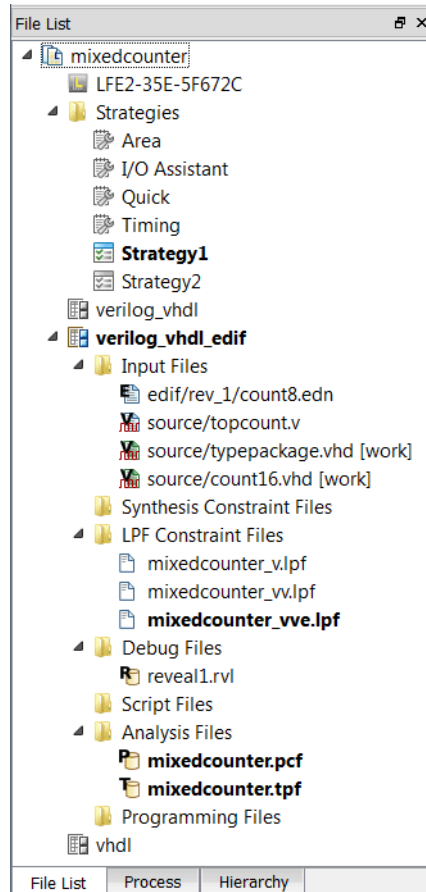 File List
mixedcounter
LFE2-35E-5F672C
Strategies
Area
I/O Assistant
Quick
Timing
Strategy1
Strategy2
verilog_vhdl
verilog_vhdl_edif
Input Files
edif/rev_1/count8.edn
source/topcount.v
source/typepackage.vhd [work]
source/count16.vhd [work]
Synthesis Constraint Files
LPF Constraint Files
mixedcounter_v.lpf
mixedcounter_vv.lpf
mixedcounter_vve.lpf
Debug Files
reveal1.rvl
Script Files
Analysis Files
mixedcounter.pcf
mixedcounter.tpf
Programming Files
vhdl
File List Process Hierarchy